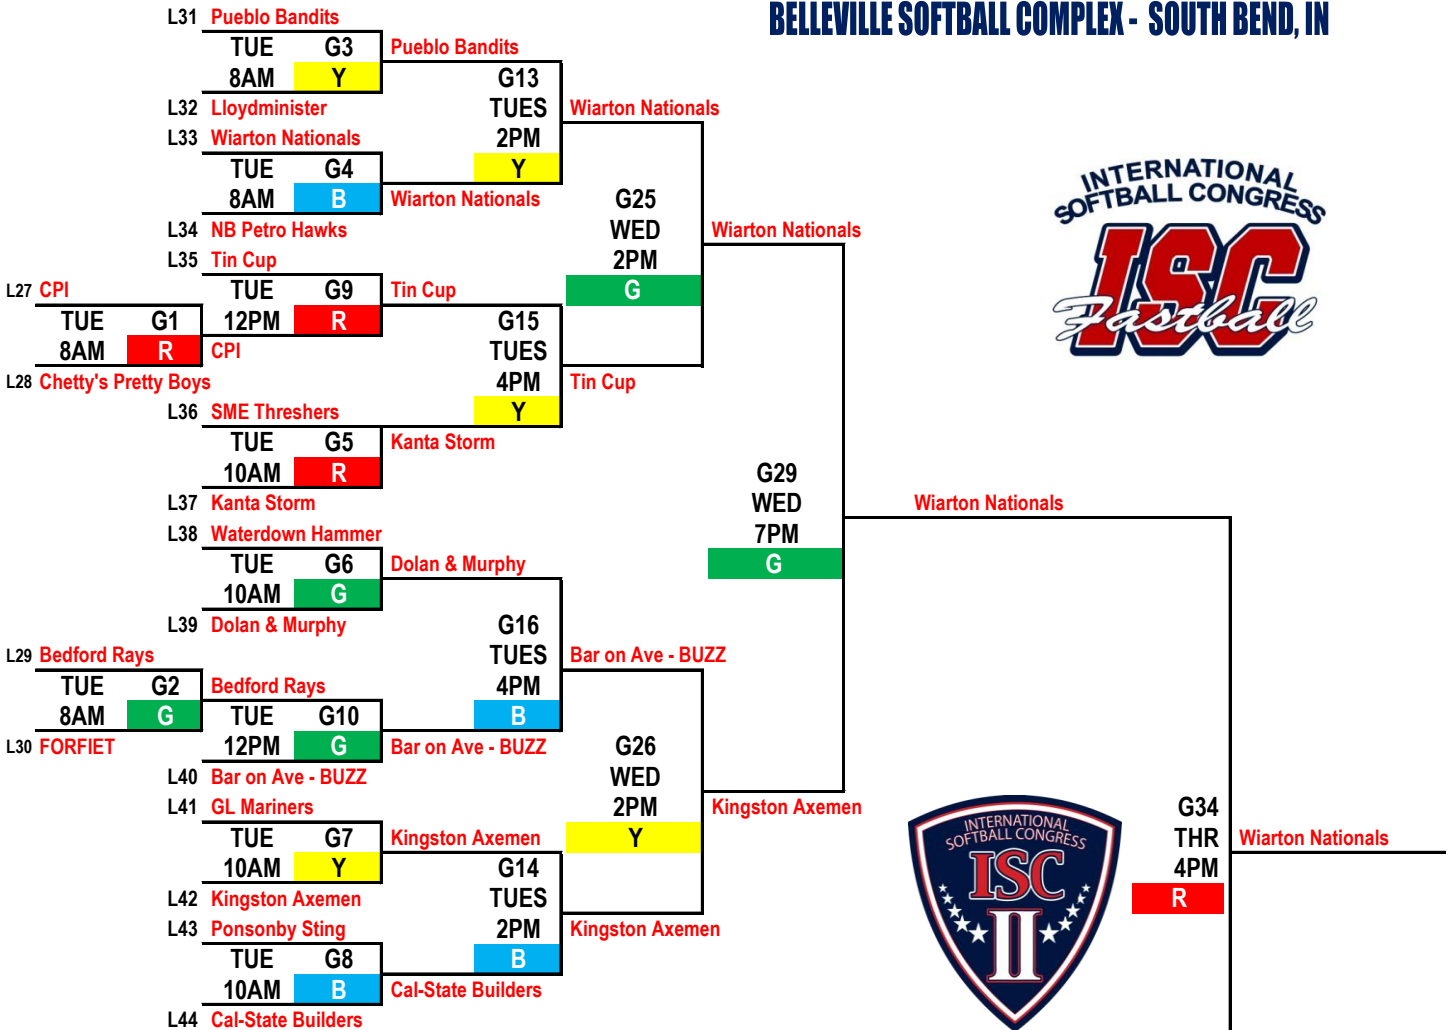 BELLEVILLE SOFTBALL COMPLEX - SOUTH BEND, IN
L31 Pueblo Bandits
TUE G3 Pueblo Bandits
8AM Y G13
L32 Lloydminister TUES Wiarton Nationals
L33 Wiarton Nationals 2PM
TUE G4 Y
8AM B Wiarton Nationals G25
L34 NB Petro Hawks WED Wiarton Nationals
L35 Tin Cup 2PM
L27 CPI TUE G9 Tin Cup G
TUE G1 12PM R G15
8AM R CPI TUES
L28 Chetty's Pretty Boys 4PM Tin Cup
L36 SME Threshers Y
TUE G5 Kanta Storm
10AM R G29
L37 Kanta Storm WED Wiarton Nationals
L38 Waterdown Hammer 7PM
TUE G6 Dolan & Murphy G
10AM G
L39 Dolan & Murphy G16
L29 Bedford Rays TUES Bar on Ave - BUZZ
TUE G2 Bedford Rays 4PM
8AM G TUE G10 B
L30 FORFIET 12PM G Bar on Ave - BUZZ G26
L40 Bar on Ave - BUZZ WED
L41 GL Mariners 2PM Kingston Axemen G34
TUE G7 Kingston Axemen Y THR Wiarton Nationals
10AM Y G14 4PM
L42 Kingston Axemen TUES R
L43 Ponsonby Sting 2PM Kingston Axemen
TUE G8 B
10AM B Cal-State Builders
L44 Cal-State Builders
INTERNATIONAL
SOFTBALL CONGRESS
ISC
Fastball
INTERNATIONAL
SOFTBALL CONGRESS
ISC
II